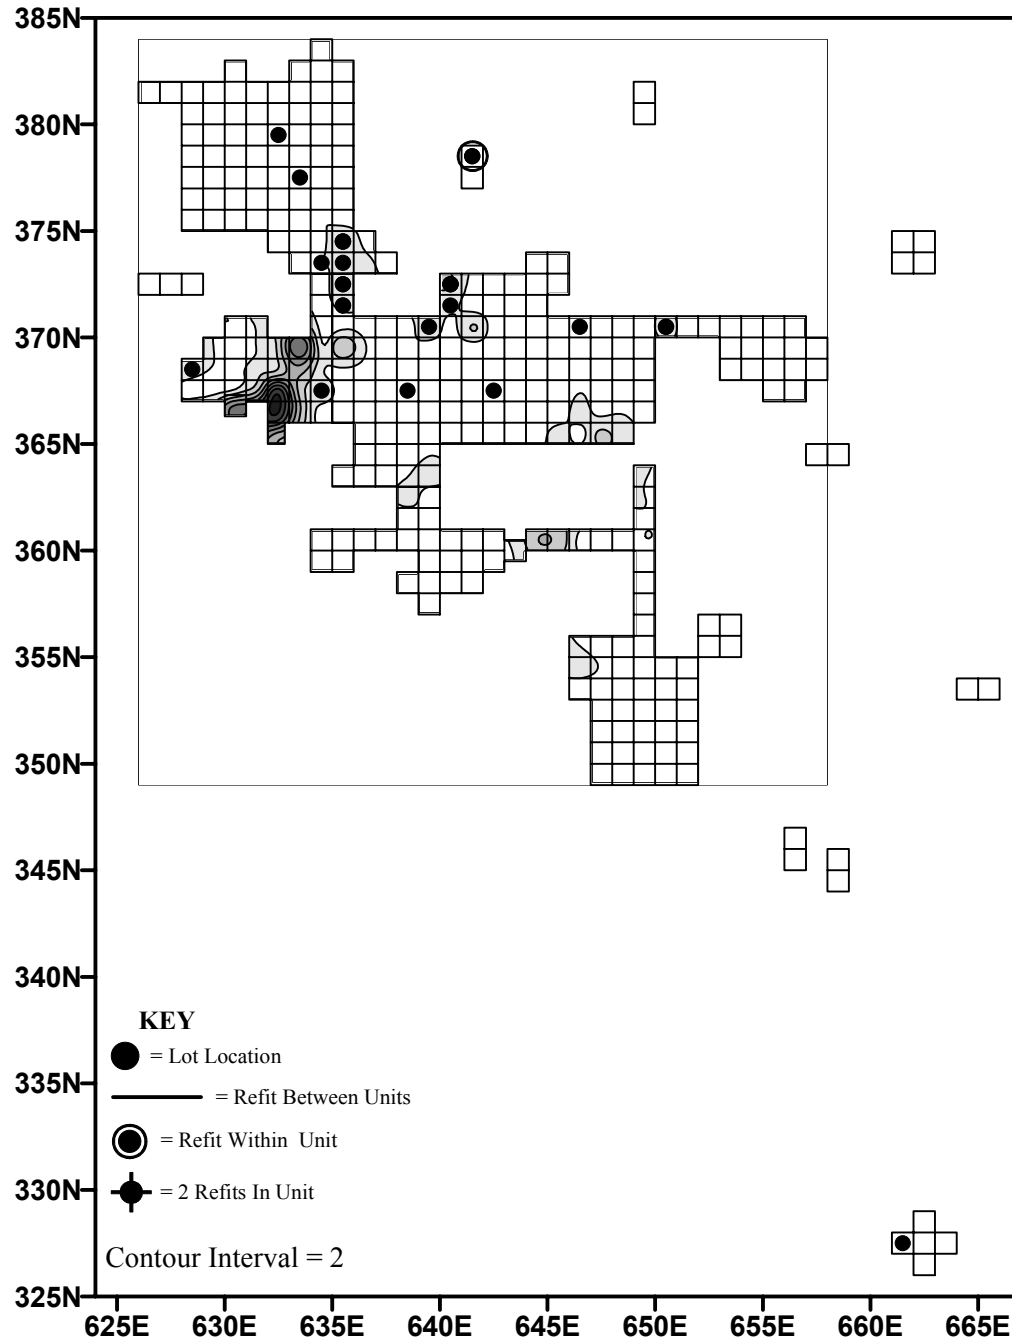 385N
380N
375N
370N
365N
360N
355N
350N
345N
340N
335N
330N
325N
KEY
= Lot Location
= Refit Between Units
= Refit Within Unit
= 2 Refits In Unit
Contour Interval = 2
625E 630E 635E 640E 645E 650E 655E 660E 665E